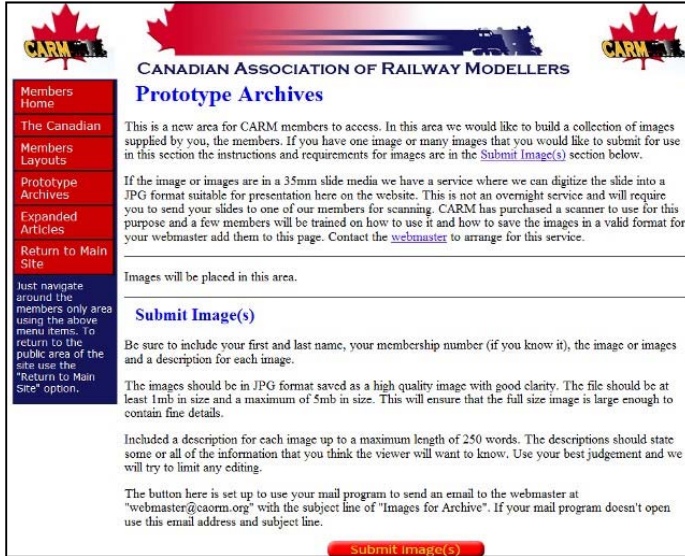 CARM
CARM
CANADIAN ASSOCIATION OF RAILWAY MODELLERS
Members
Home
The Canadian
Members
Layouts
Prototype
Archives
Expanded
Articles
Return to Main
Site
Just navigate
around the
members only area
using the above
menu items. To
return to the
public area of the
site use the
"Return to Main
Site" option.
Prototype Archives
This is a new area for CARM members to access. In this area we would like to build a collection of images
supplied by you, the members. If you have one image or many images that you would like to submit for use
in this section the instructions and requirements for images are in the Submit Image(s) section below.
If the image or images are in a 35mm slide media we have a service where we can digitize the slide into a
JPG format suitable for presentation here on the website. This is not an overnight service and will require
you to send your slides to one of our members for scanning. CARM has purchased a scanner to use for this
purpose and a few members will be trained on how to use it and how to save the images in a valid format for
your webmaster add them to this page. Contact the webmaster to arrange for this service.
Images will be placed in this area.
Submit Image(s)
Be sure to include your first and last name, your membership number (if you know it), the image or images
and a description for each image.
The images should be in JPG format saved as a high quality image with good clarity. The file should be at
least 1mb in size and a maximum of 5mb in size. This will ensure that the full size image is large enough to
contain fine details.
Included a description for each image up to a maximum length of 250 words. The descriptions should state
some or all of the information that you think the viewer will want to know. Use your best judgement and we
will try to limit any editing.
The button here is set up to use your mail program to send an email to the webmaster at
"webmaster@caorm.org" with the subject line of "Images for Archive". If your mail program doesn't open
use this email address and subject line.
Submit Image(s)